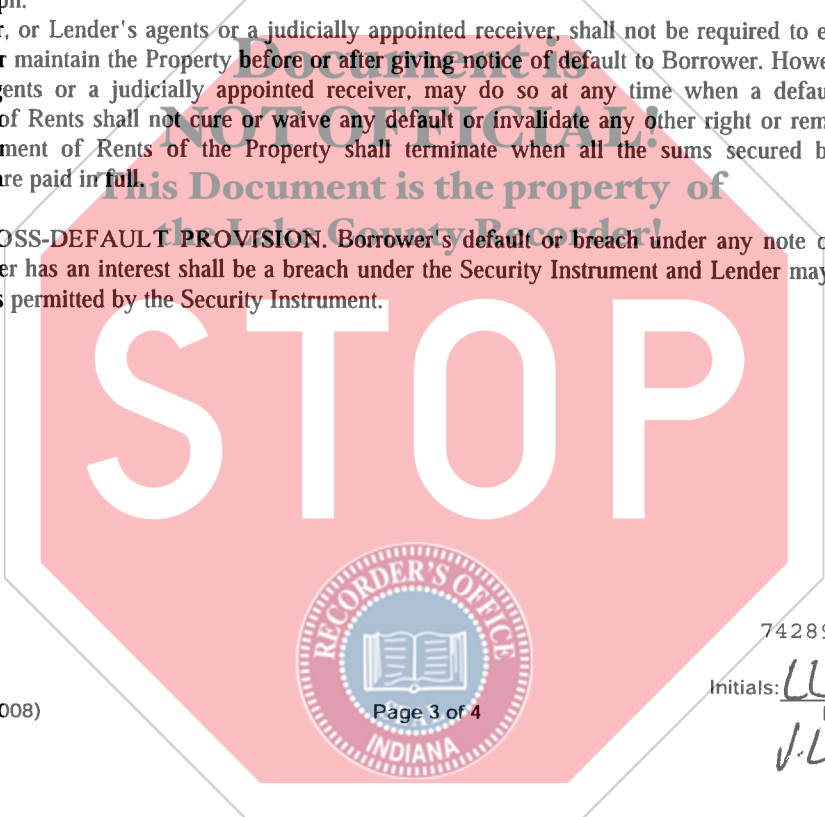 r, or Lender's agents or a judicially appointed receiver, shall not be required to e
r maintain the Property before or after giving notice of default to Borrower. Howe
gents or a judicially appointed receiver, may do so at any time when a defau
of Rents shall not cure or waive any default or invalidate any other right or rem
ment of Rents of the Property shall terminate when all the sums secured b
are paid in full.
Document is
NOT OFFICIAL!
This Document is the property of
the Lake County Recorder!
OSS-DEFAULT PROVISION. Borrower's default or breach under any note o
er has an interest shall be a breach under the Security Instrument and Lender may
s permitted by the Security Instrument.
STOP
RECORDER'S OFFICE
INDIANA
74289
Initials: LL
J.L
008)
Page 3 of 4